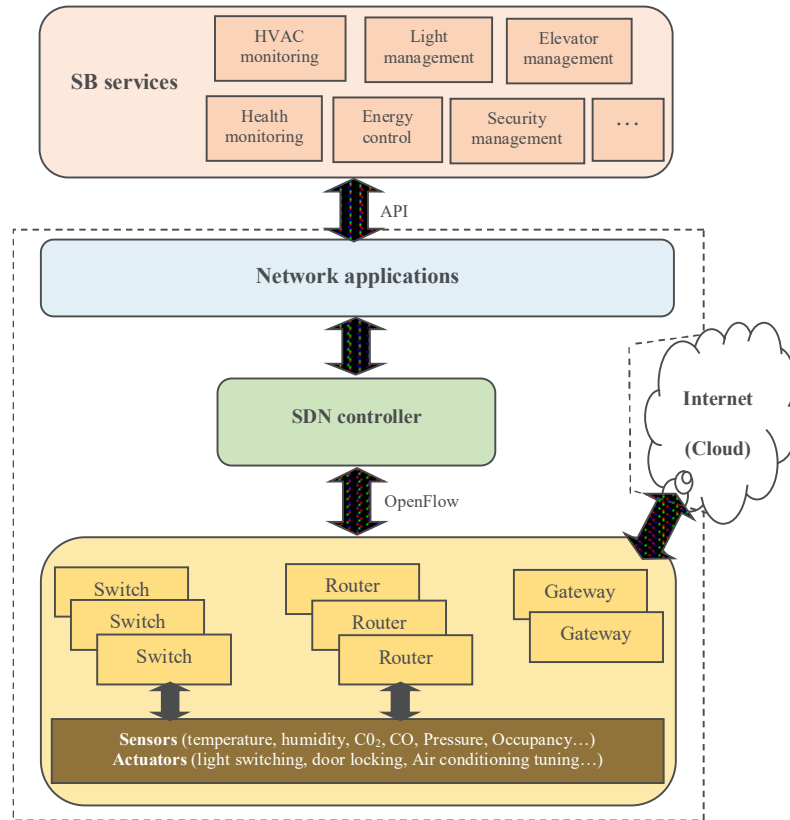 SB services
HVAC
monitoring
Light
management
Elevator
management
Health
monitoring
Energy
control
Security
management
…
API
Network applications
SDN controller
Internet
(Cloud)
OpenFlow
Switch
Switch
Switch
Router
Router
Router
Gateway
Gateway
Sensors (temperature, humidity, C0₂, CO, Pressure, Occupancy…)
Actuators (light switching, door locking, Air conditioning tuning…)